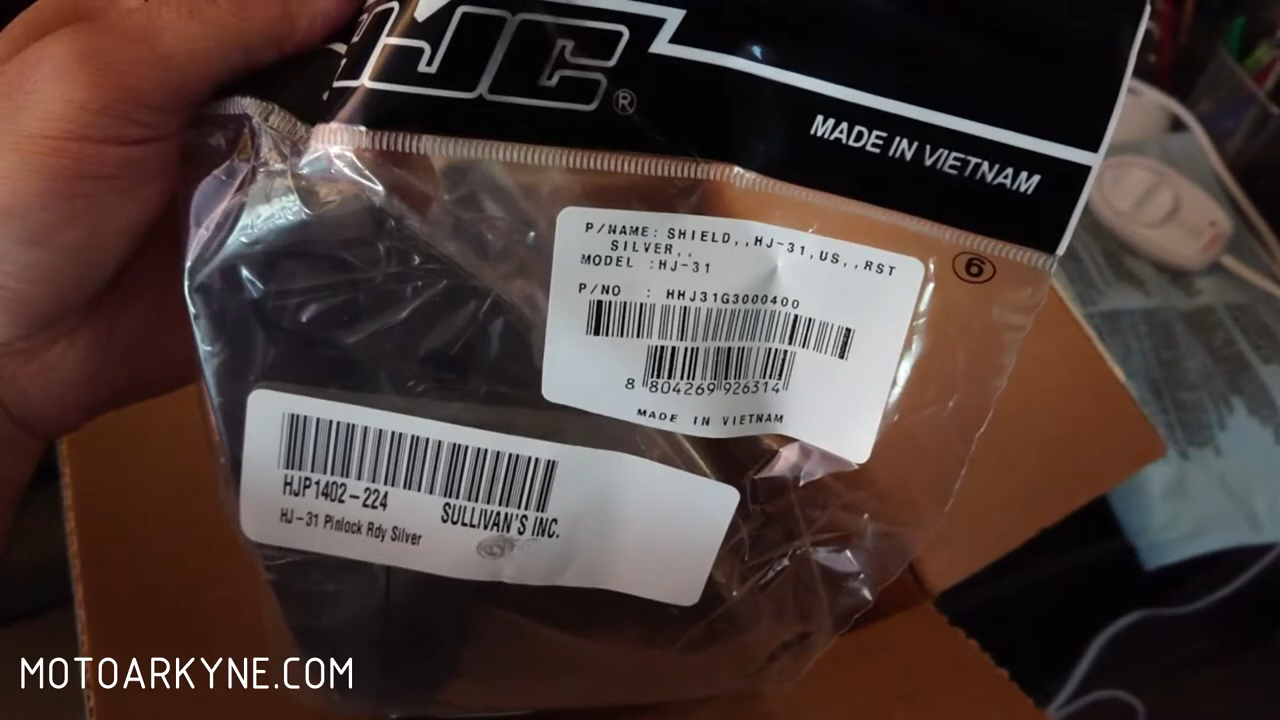 HJC®
MADE IN VIETNAM
6
P/NAME: SHIELD,,HJ-31,US,,RST
SILVER,,
MODEL :HJ-31
P/NO : HHJ31G3000400
8 804269 926314
MADE IN VIETNAM
HJP1402-224
SULLIVAN'S INC.
HJ-31 Pinlock Rdy Silver
MOTOARKYNE.COM